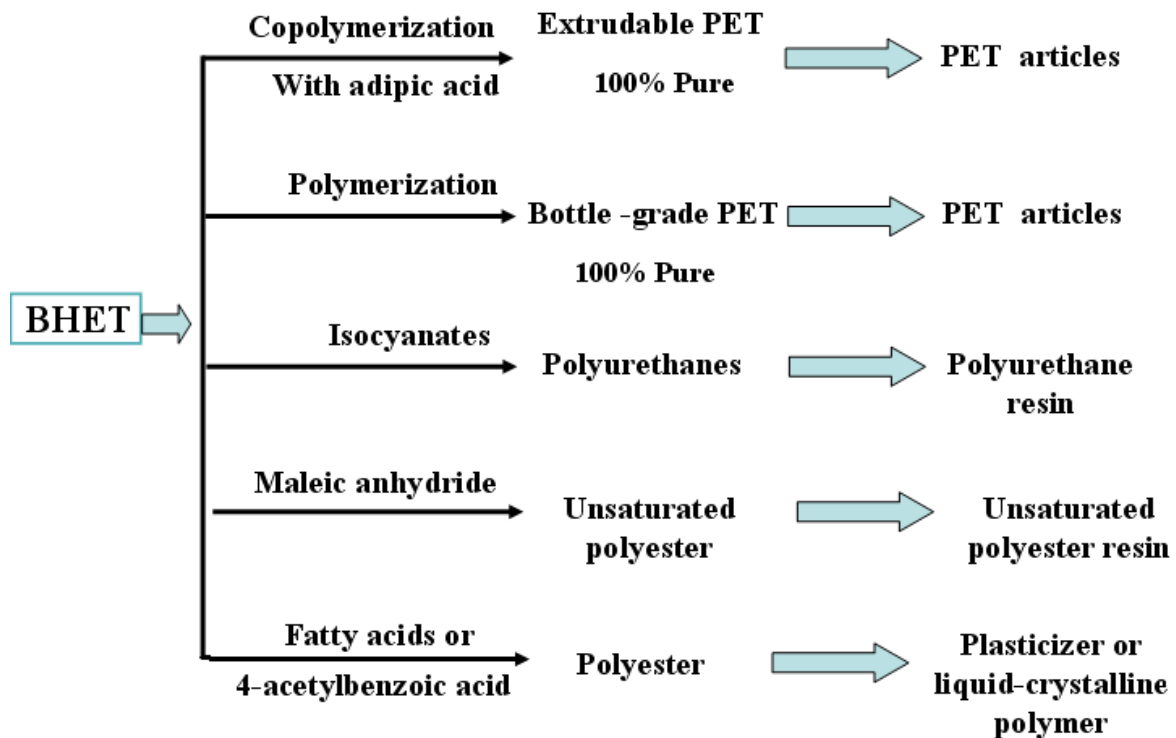 BHET
Copolymerization
With adipic acid
Extrudable PET
100% Pure
PET articles
Polymerization
Bottle -grade PET
100% Pure
PET articles
Isocyanates
Polyurethanes
Polyurethane
resin
Maleic anhydride
Unsaturated
polyester
Unsaturated
polyester resin
Fatty acids or
4-acetylbenzoic acid
Polyester
Plasticizer or
liquid-crystalline
polymer